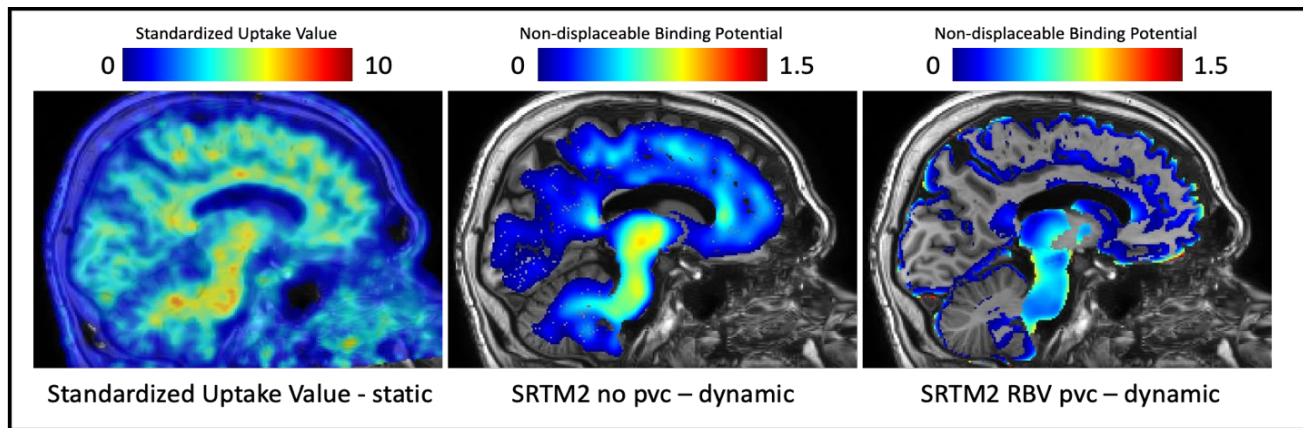 Standardized Uptake Value
0 10
Non-displaceable Binding Potential
0 1.5
Non-displaceable Binding Potential
0 1.5
Standardized Uptake Value - static
SRTM2 no pvc – dynamic
SRTM2 RBV pvc – dynamic